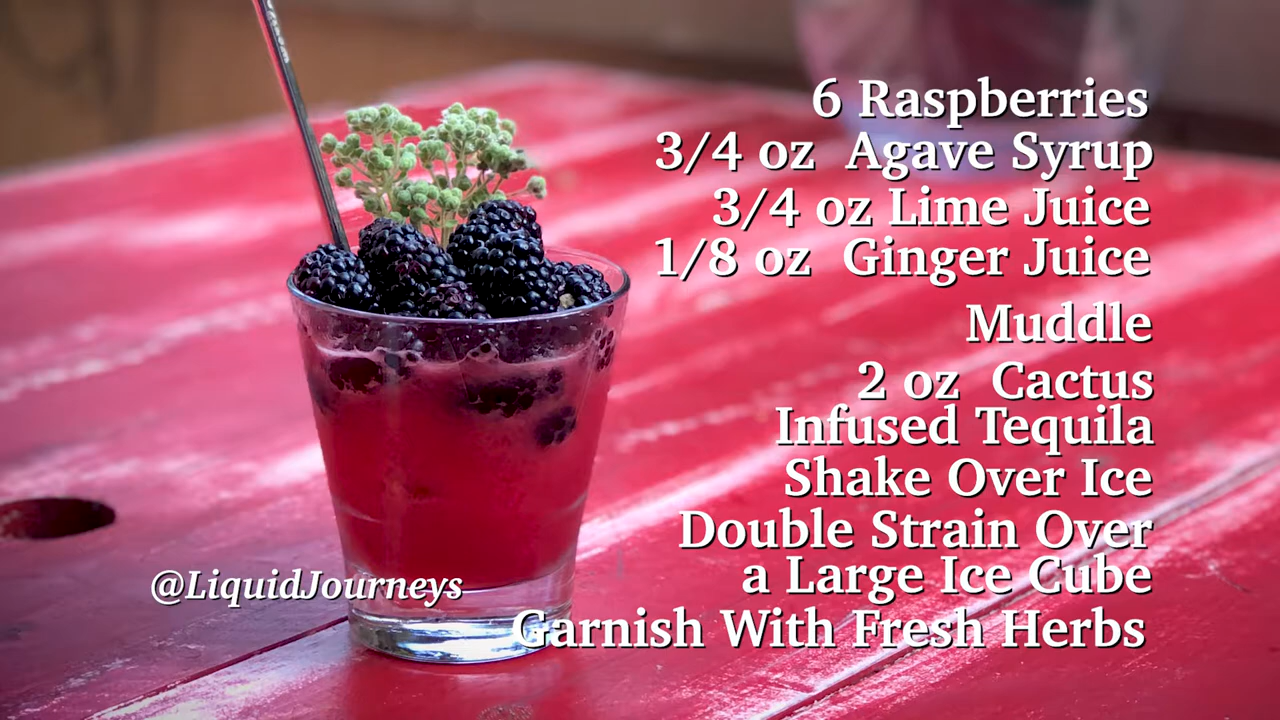 6 Raspberries
3/4 oz Agave Syrup
3/4 oz Lime Juice
1/8 oz Ginger Juice
Muddle
2 oz Cactus
Infused Tequila
Shake Over Ice
Double Strain Over
a Large Ice Cube
Garnish With Fresh Herbs
@LiquidJourneys